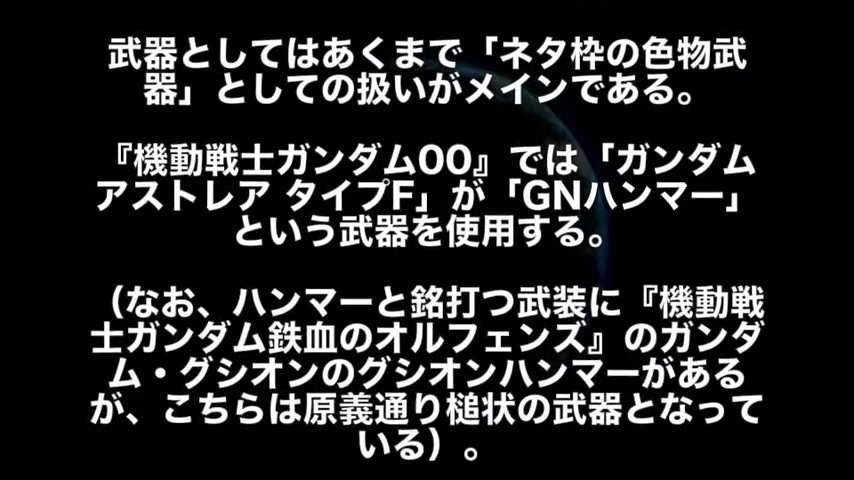 武器としてはあくまで「ネタ枠の色物武
器」としての扱いがメインである。
『機動戦士ガンダム00』では「ガンダム
アストレア タイプF」が「GNハンマー」
という武器を使用する。
（なお、ハンマーと銘打つ武装に『機動戦
士ガンダム鉄血のオルフェンズ』のガンダ
ム・グシオンのグシオンハンマーがある
が、こちらは原義通り槌状の武器となって
いる）。